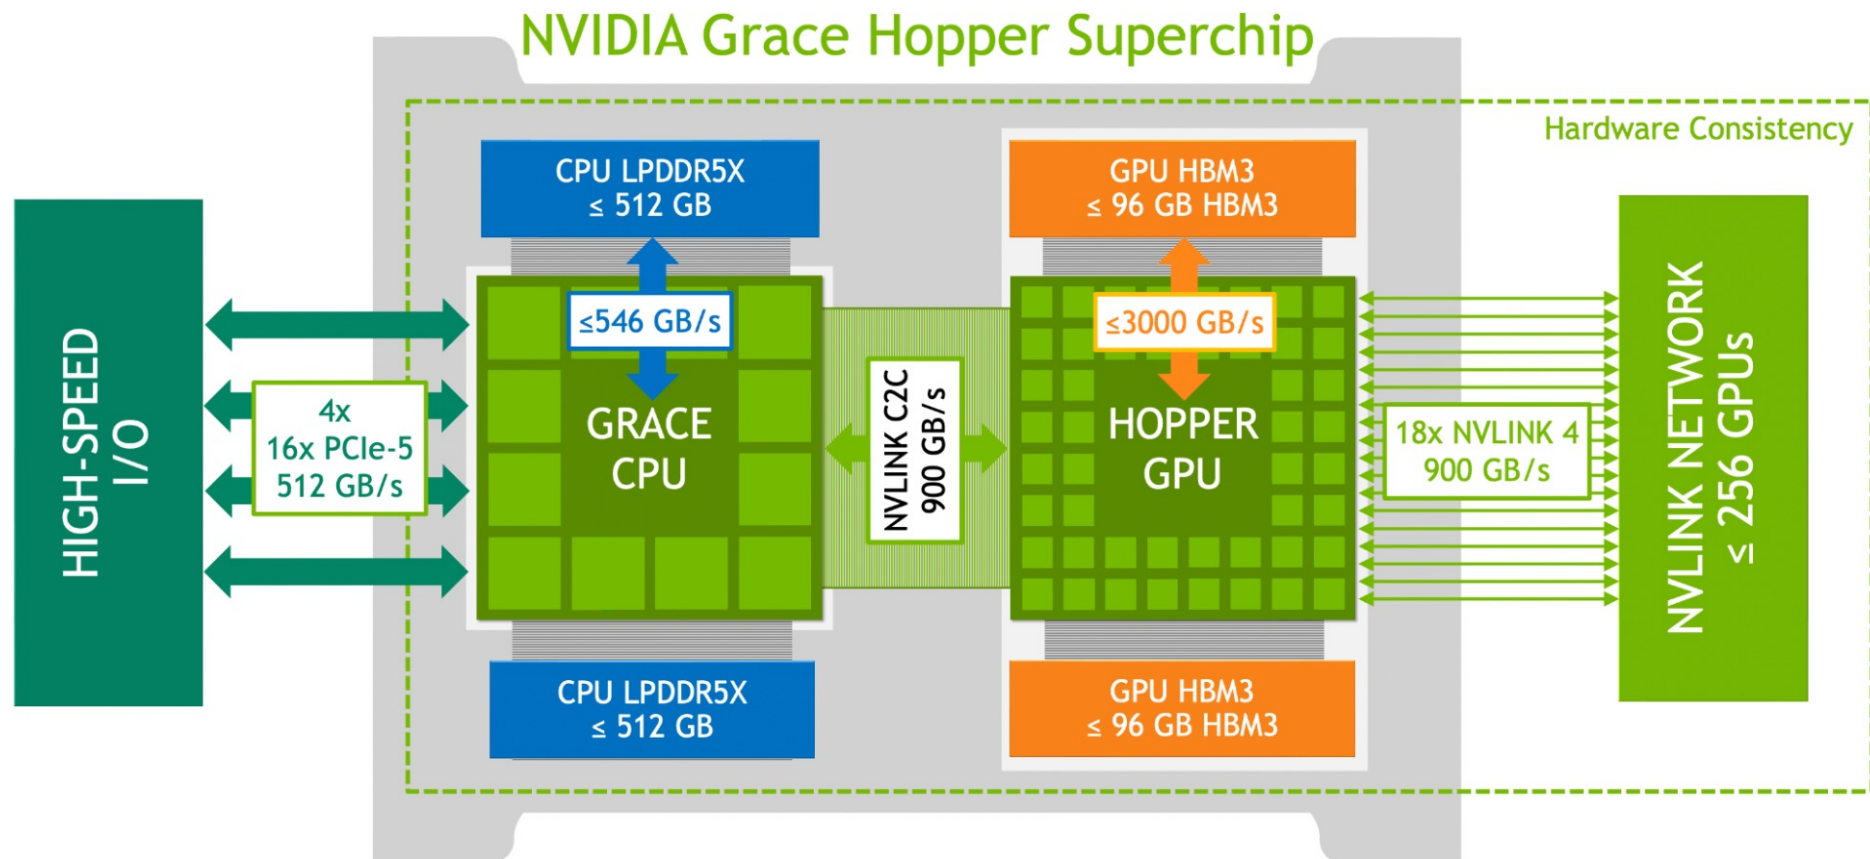 NVIDIA Grace Hopper Superchip
Hardware Consistency
HIGH-SPEED
I/O
4x
16x PCIe-5
512 GB/s
CPU LPDDR5X
≤ 512 GB
≤546 GB/s
GRACE
CPU
CPU LPDDR5X
≤ 512 GB
NVLINK C2C
900 GB/s
GPU HBM3
≤ 96 GB HBM3
≤3000 GB/s
HOPPER
GPU
GPU HBM3
≤ 96 GB HBM3
18x NVLINK 4
900 GB/s
NVLINK NETWORK
≤ 256 GPUs